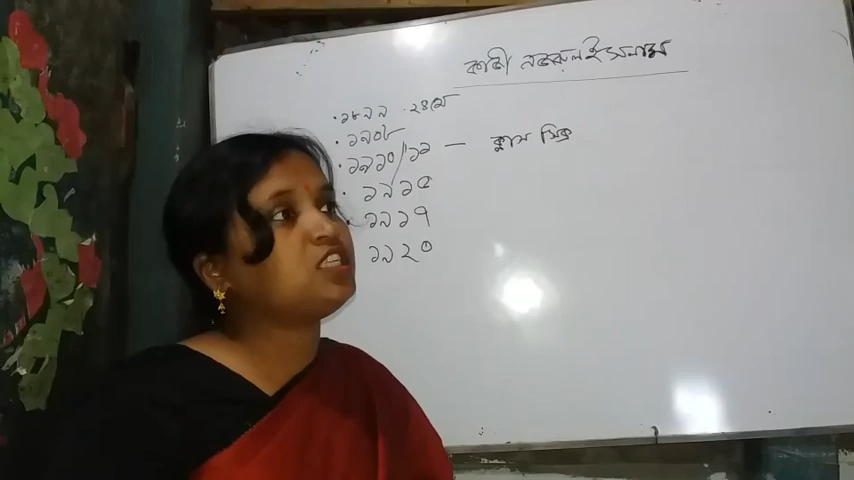 কাজী নজরুল ইসলাম
১৮৯৯ ২৪মে
১৯০৮
১৯১০/১১ — ক্লাস সিক্স
১৯১৫
১৯১৭
১৯২০